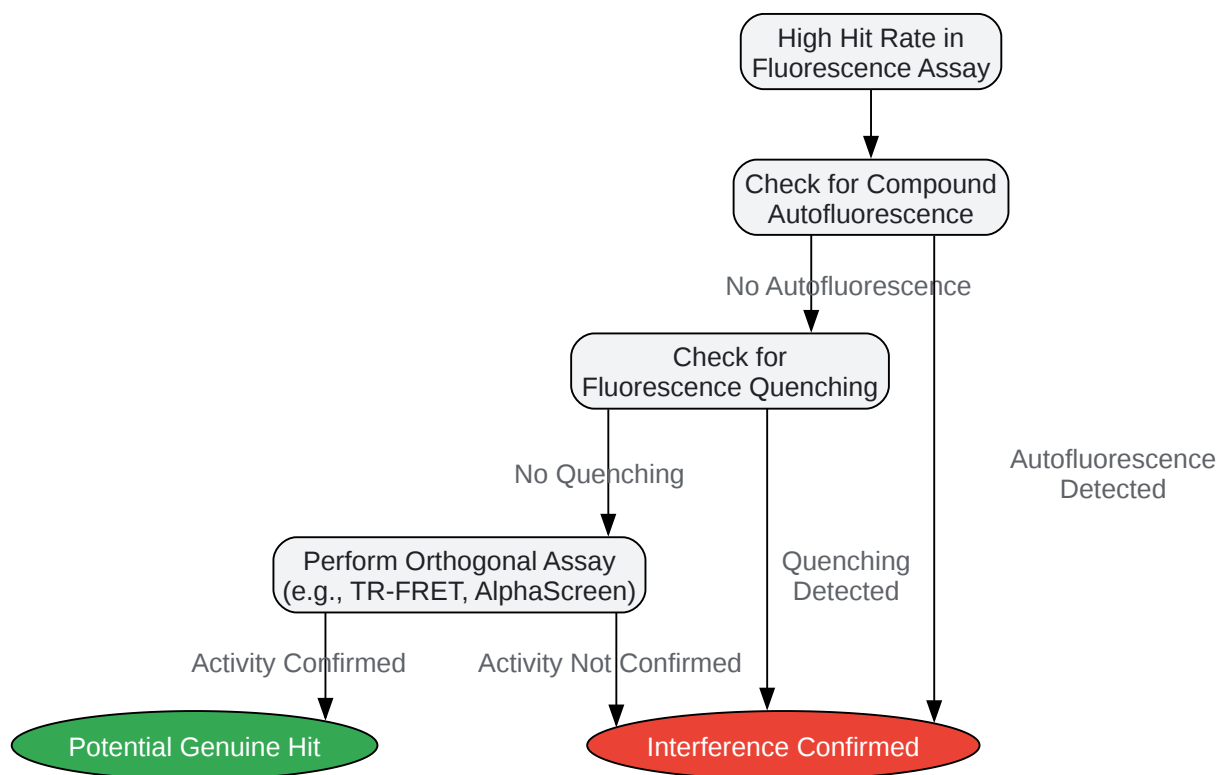 High Hit Rate in
Fluorescence Assay
Check for Compound
Autofluorescence
No Autofluorescence
Check for
Fluorescence Quenching
Autofluorescence
Detected
No Quenching
Perform Orthogonal Assay
(e.g., TR-FRET, AlphaScreen)
Quenching
Detected
Activity Confirmed
Activity Not Confirmed
Potential Genuine Hit
Interference Confirmed